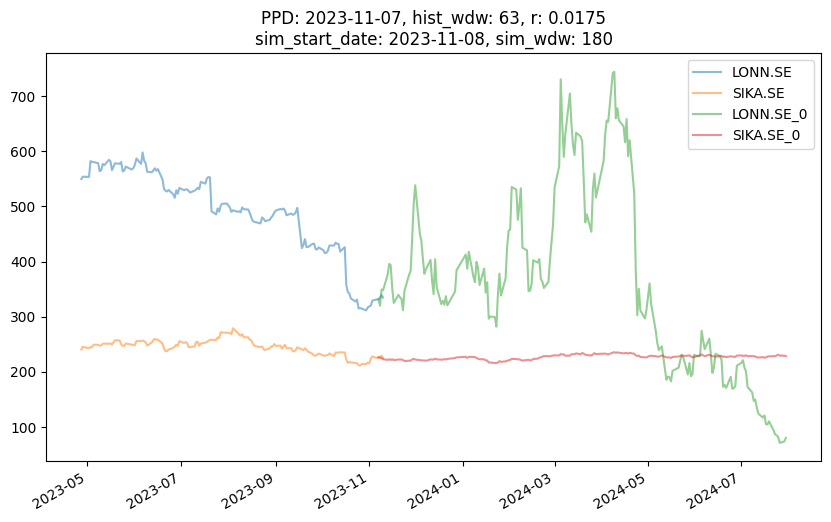 PPD: 2023-11-07, hist_wdw: 63, r: 0.0175
sim_start_date: 2023-11-08, sim_wdw: 180
LONN.SE
SIKA.SE
LONN.SE_0
SIKA.SE_0
700
600
500
400
300
200
100
2023-05
2023-07
2023-09
2023-11
2024-01
2024-03
2024-05
2024-07